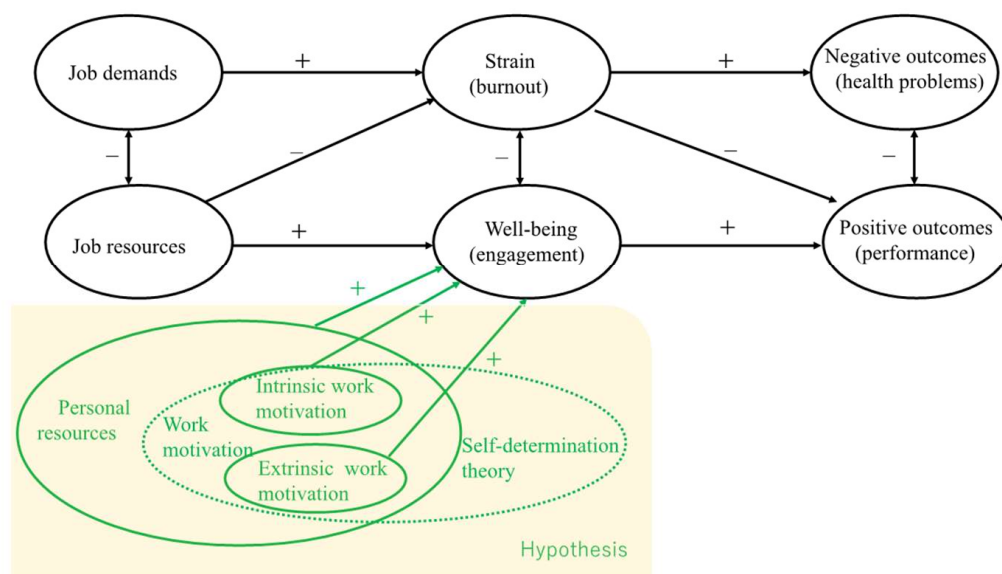 Job demands
+
Strain
(burnout)
+
Negative outcomes
(health problems)
−
−
−
−
−
Job resources
+
Well-being
(engagement)
+
Positive outcomes
(performance)
+
+
+
Personal
resources
Intrinsic work
motivation
Work
motivation
Extrinsic work
motivation
Self-determination
theory
Hypothesis